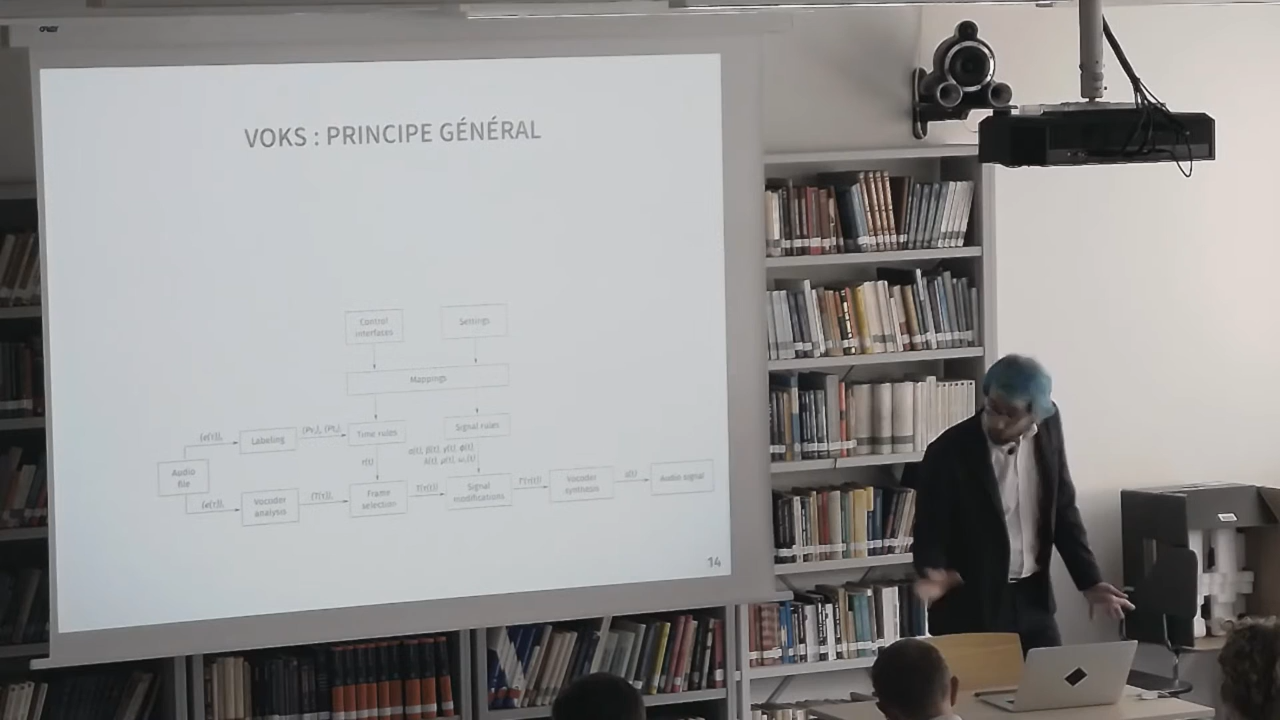 VOKS : PRINCIPE GÉNÉRAL
Control
interfaces
Settings
Mappings
Labeling
Time rules
Signal rules
Audio
file
Vocoder
analysis
Frame
selection
Signal
modifications
Vocoder
synthesis
Audio signal
14